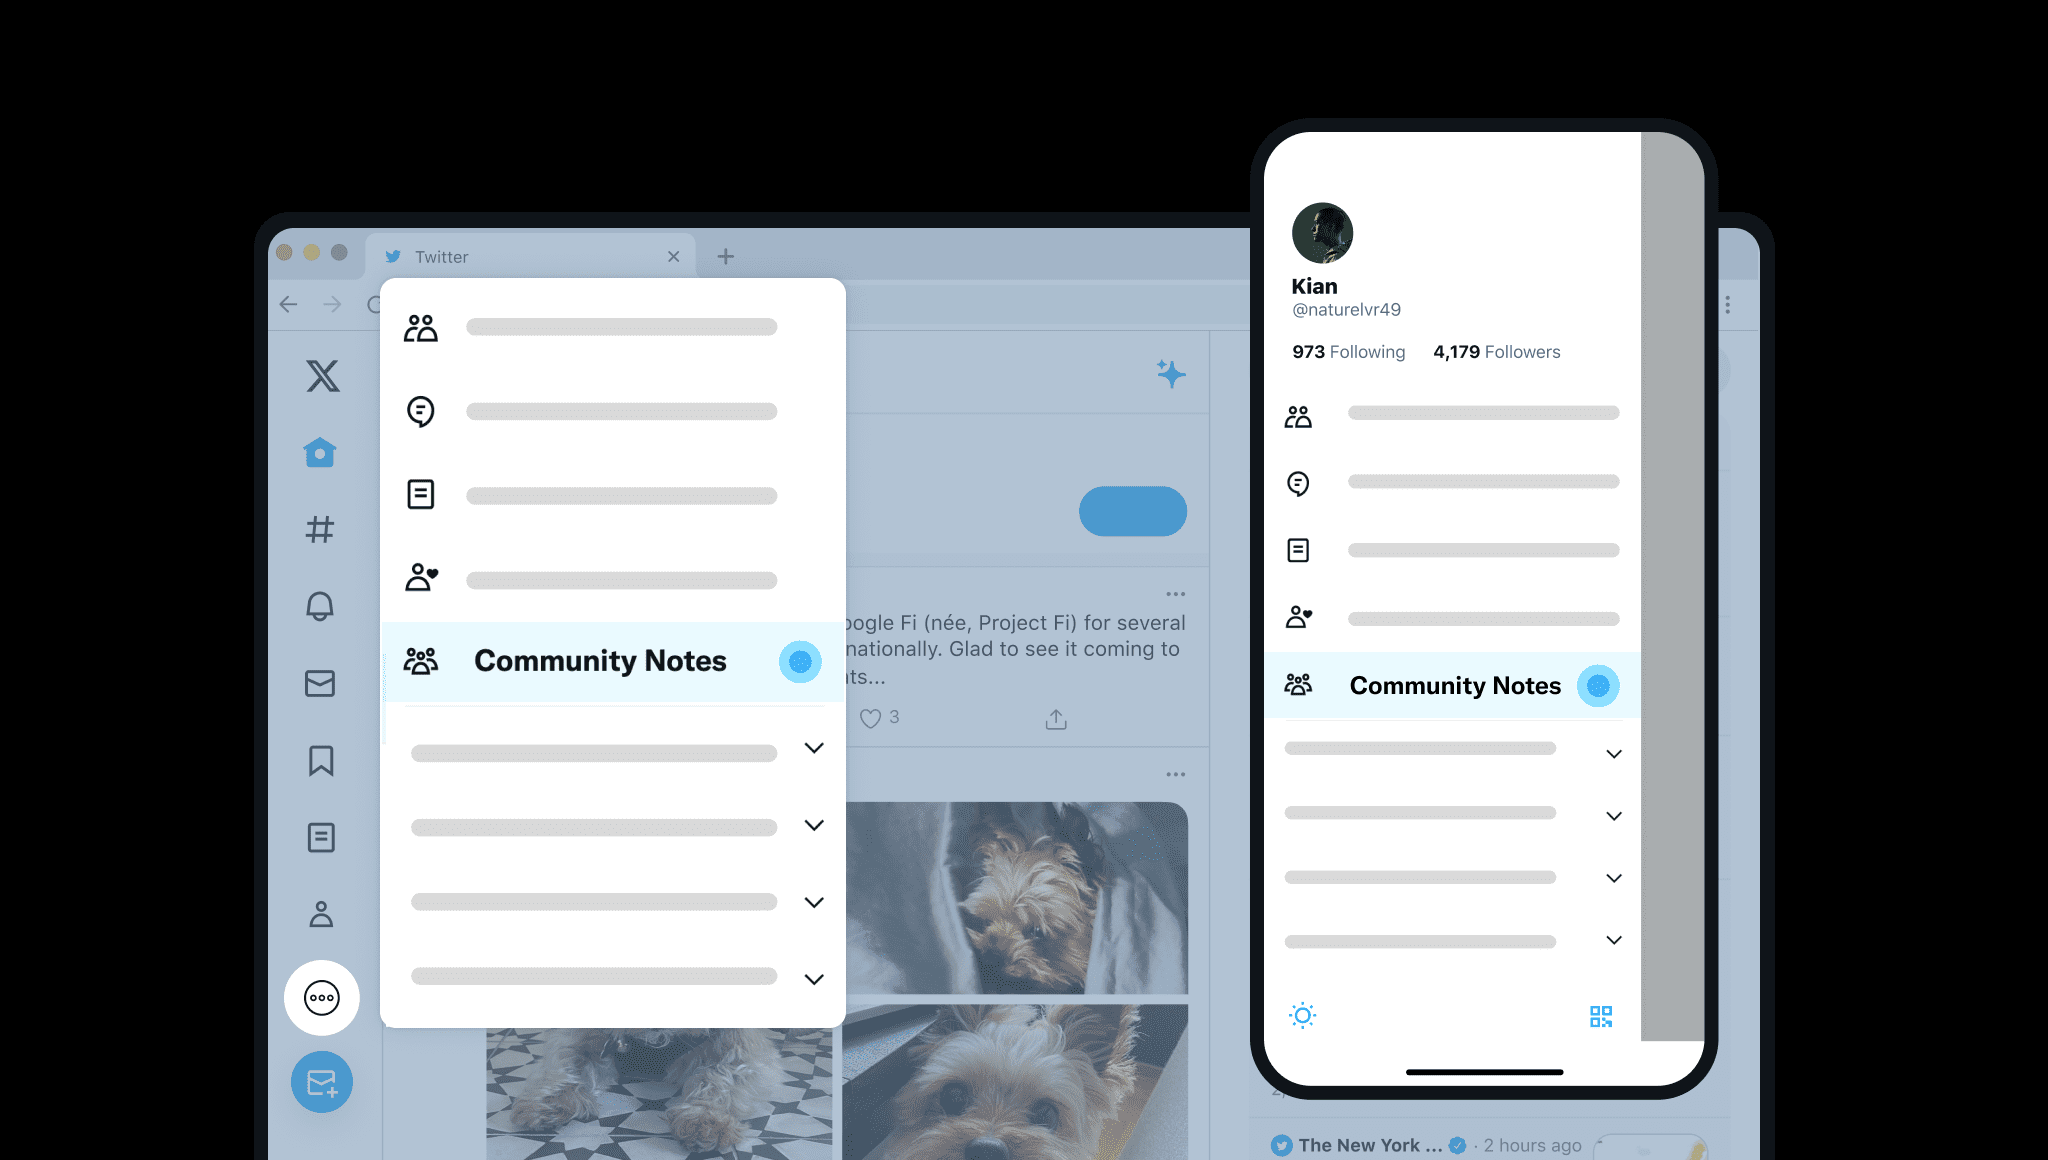 Twitter
Community Notes
oogle Fi (née, Project Fi) for several
nationally. Glad to see it coming to
ts...
3
Kian
@naturelvr49
973 Following 4,179 Followers
Community Notes
The New York ... · 2 hours ago